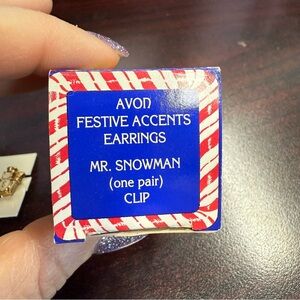 AVON
FESTIVE ACCENTS
EARRINGS
MR. SNOWMAN
(one pair)
CLIP